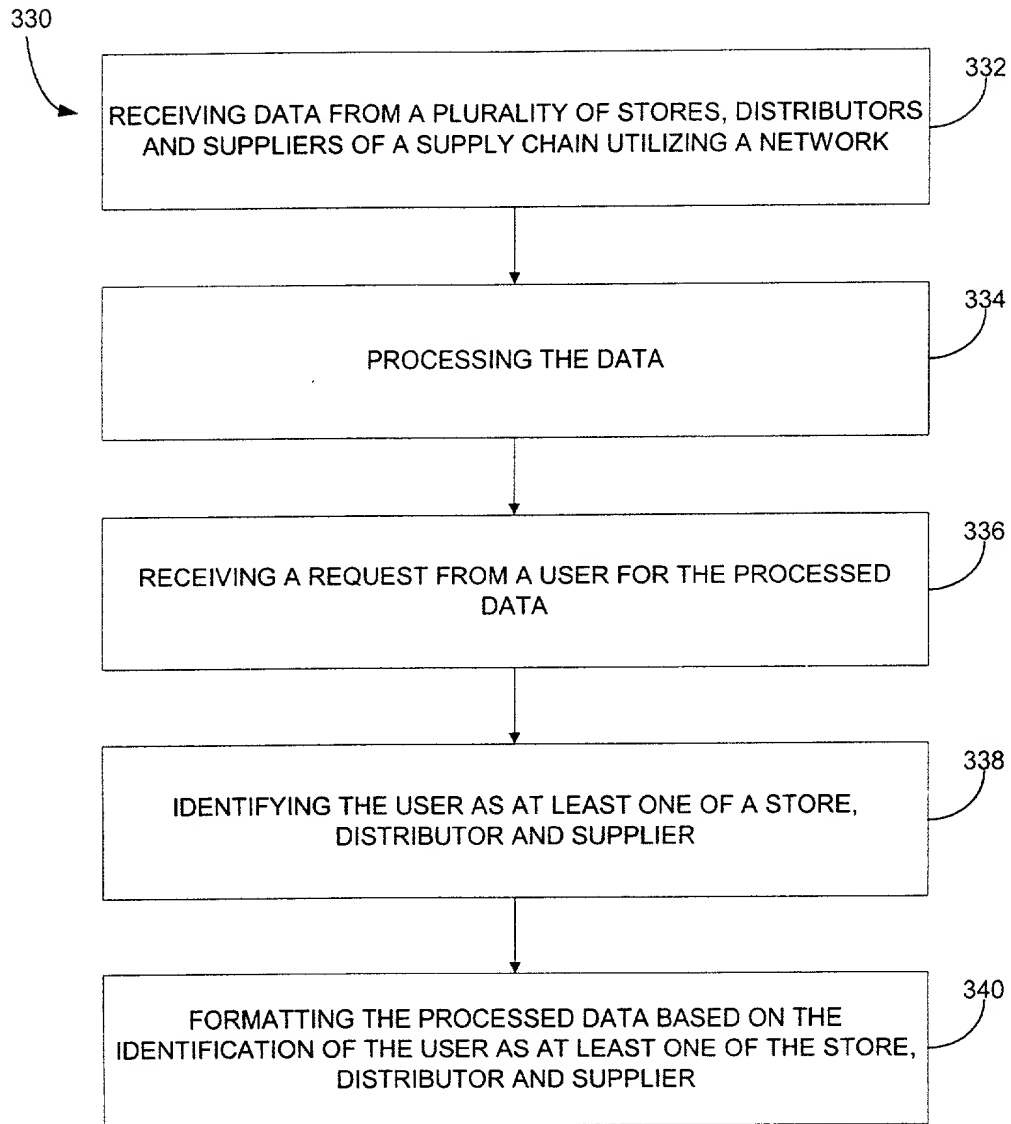 330
332
RECEIVING DATA FROM A PLURALITY OF STORES, DISTRIBUTORS
AND SUPPLIERS OF A SUPPLY CHAIN UTILIZING A NETWORK
334
PROCESSING THE DATA
336
RECEIVING A REQUEST FROM A USER FOR THE PROCESSED
DATA
338
IDENTIFYING THE USER AS AT LEAST ONE OF A STORE,
DISTRIBUTOR AND SUPPLIER
340
FORMATTING THE PROCESSED DATA BASED ON THE
IDENTIFICATION OF THE USER AS AT LEAST ONE OF THE STORE,
DISTRIBUTOR AND SUPPLIER